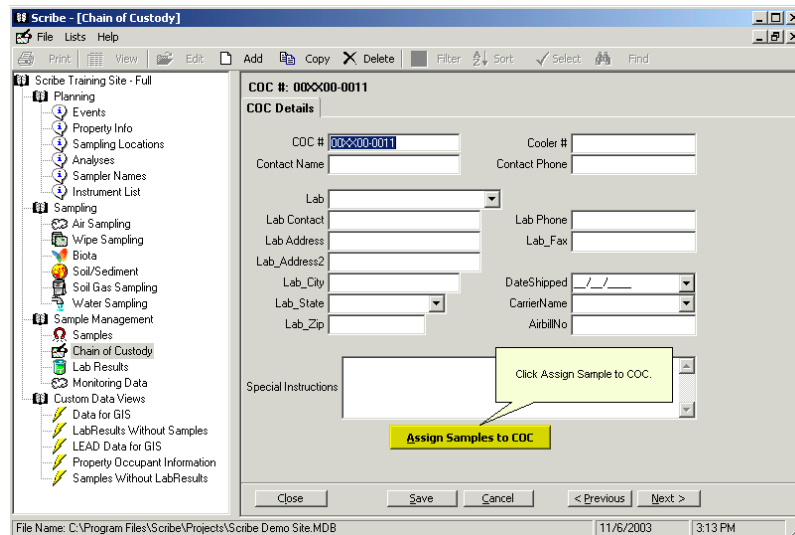 Scribe - [Chain of Custody]
File Lists Help
Print View Edit Add Copy Delete Filter Sort Select Find
Scribe Training Site - Full
Planning
Events
Property Info
Sampling Locations
Analyses
Sampler Names
Instrument List
Sampling
Air Sampling
Wipe Sampling
Biota
Soil/Sediment
Soil Gas Sampling
Water Sampling
Sample Management
Samples
Chain of Custody
Lab Results
Monitoring Data
Custom Data Views
Data for GIS
LabResults Without Samples
LEAD Data for GIS
Property Occupant Information
Samples Without LabResults
COC #: 00XX00-0011
COC Details
COC # 00XX00-0011 Cooler #
Contact Name Contact Phone
Lab
Lab Contact Lab Phone
Lab Address Lab_Fax
Lab_Address2
Lab_City DateShipped __/__/____
Lab_State CarrierName
Lab_Zip AirbillNo
Special Instructions
Click Assign Sample to COC.
Assign Samples to COC
Close Save Cancel < Previous Next >
File Name: C:\Program Files\Scribe\Projects\Scribe Demo Site.MDB 11/6/2003 3:13 PM